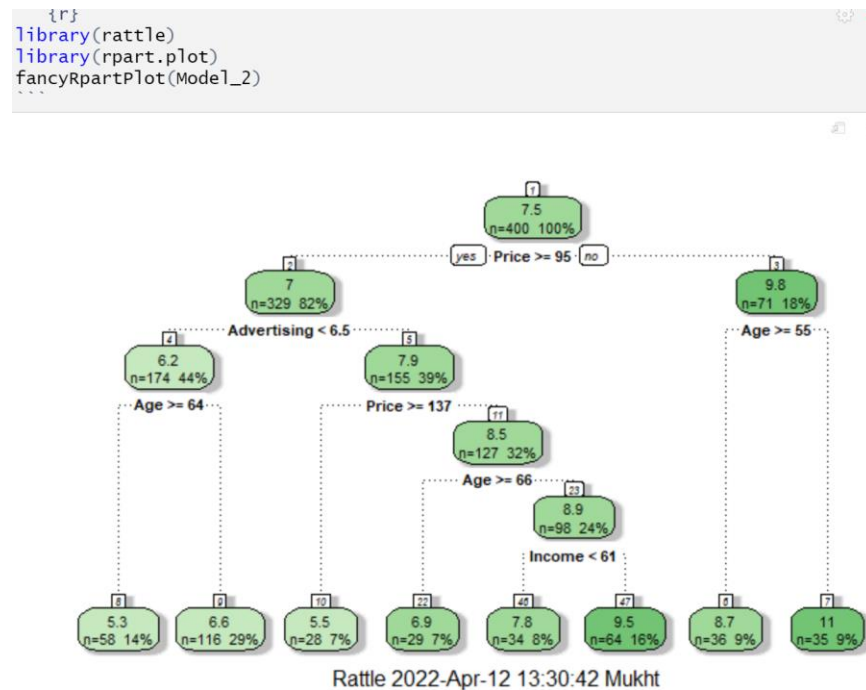 {r}
library(rattle)
library(rpart.plot)
fancyRpartPlot(Model_2)
```
1
7.5
n=400 100%
yes Price >= 95 no
2
7
n=329 82%
3
9.8
n=71 18%
Advertising < 6.5
Age >= 55
4
6.2
n=174 44%
5
7.9
n=155 39%
Age >= 64
Price >= 137
11
8.5
n=127 32%
Age >= 66
23
8.9
n=98 24%
Income < 61
8
5.3
n=58 14%
9
6.6
n=116 29%
10
5.5
n=28 7%
22
6.9
n=29 7%
46
7.8
n=34 8%
47
9.5
n=64 16%
6
8.7
n=36 9%
7
11
n=35 9%
Rattle 2022-Apr-12 13:30:42 Mukht